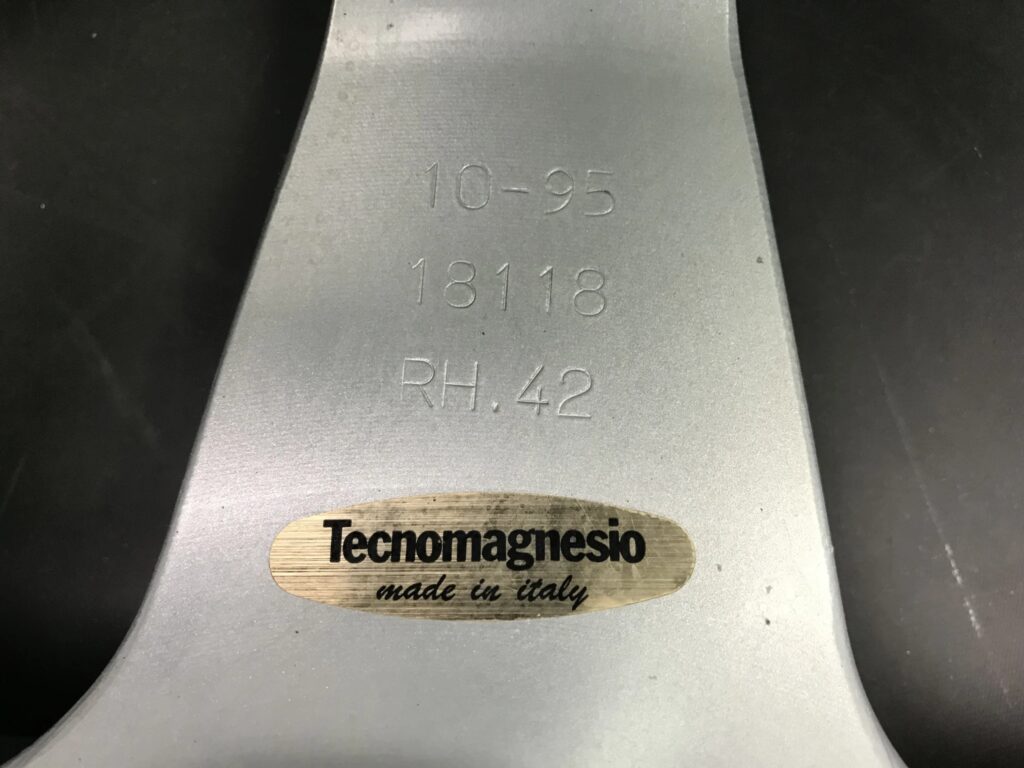 10-95
18118
RH.42
Tecnomagnesio
made in italy